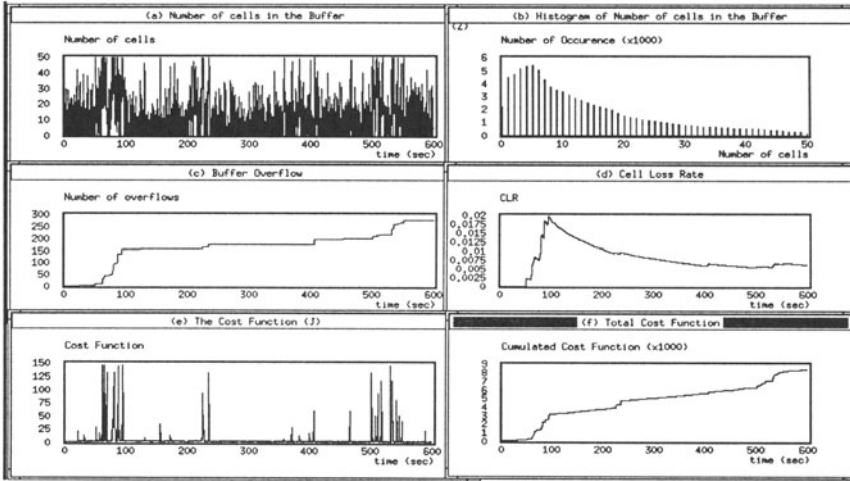 (a) Number of cells in the Buffer
Number of cells
50
40
30
20
10
0
0 100 200 300 400 500 600
time (sec)
(b) Histogram of Number of cells in the Buffer
(2)
Number of Occurence (x1000)
6
5
4
3
2
1
0
0 10 20 30 40 50
Number of cells
(c) Buffer Overflow
Number of overflows
300
250
200
150
100
50
0
0 100 200 300 400 500 600
time (sec)
(d) Cell Loss Rate
CLR
0.02
0.0175
0.015
0.0125
0.01
0.0075
0.005
0.0025
0
0 100 200 300 400 500 600
time (sec)
(e) The Cost Function (J)
Cost Function
150
125
100
75
50
25
0
0 100 200 300 400 500 600
time (sec)
(f) Total Cost Function
Cumulated Cost Function (x1000)
9
8
7
6
5
4
3
2
1
0
0 100 200 300 400 500 600
time (sec)